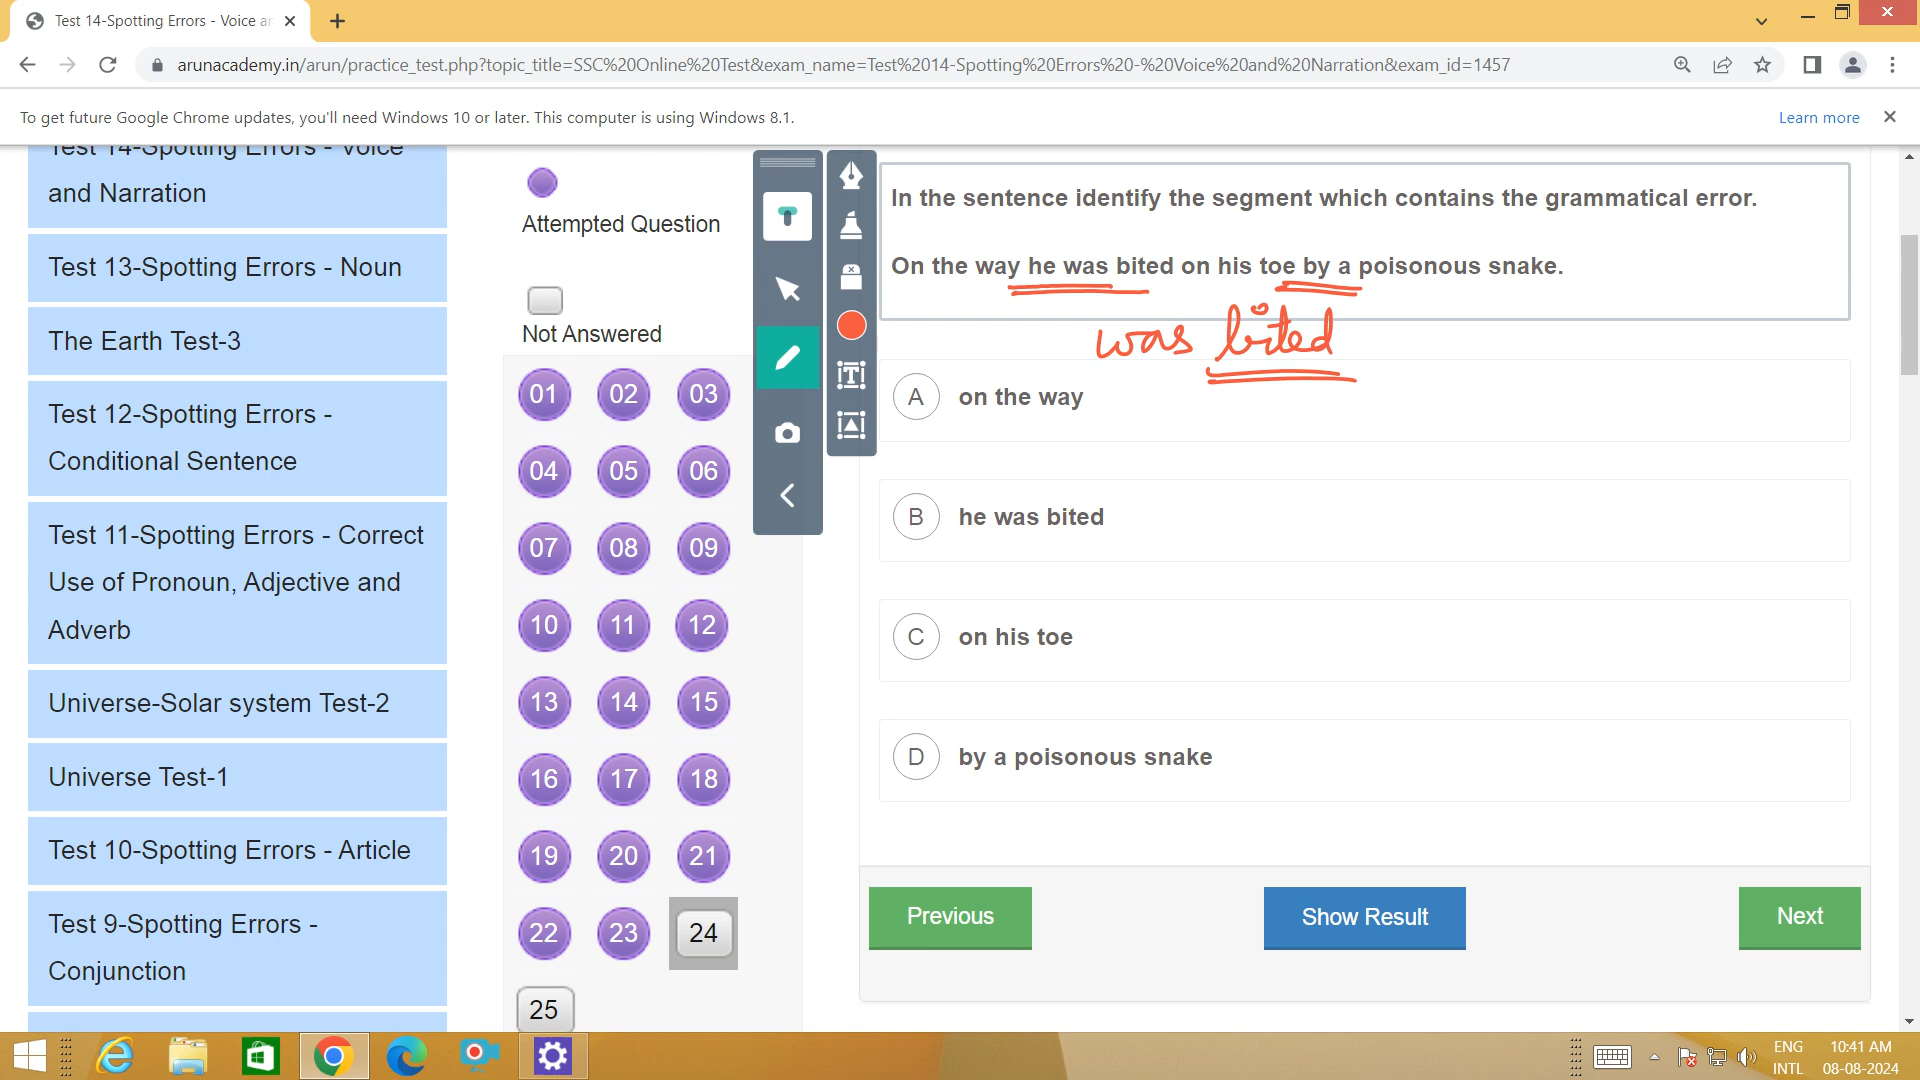 Test 14-Spotting Errors - Voice an
arunacademy.in/arun/practice_test.php?topic_title=SSC%20Online%20Test&exam_name=Test%2014-Spotting%20Errors%20-%20Voice%20and%20Narration&exam_id=1457
To get future Google Chrome updates, you'll need Windows 10 or later. This computer is using Windows 8.1.
Learn more
Test 14-Spotting Errors - Voice
and Narration
Test 13-Spotting Errors - Noun
The Earth Test-3
Test 12-Spotting Errors -
Conditional Sentence
Test 11-Spotting Errors - Correct
Use of Pronoun, Adjective and
Adverb
Universe-Solar system Test-2
Universe Test-1
Test 10-Spotting Errors - Article
Test 9-Spotting Errors -
Conjunction
Attempted Question
Not Answered
01 02 03
04 05 06
07 08 09
10 11 12
13 14 15
16 17 18
19 20 21
22 23 24
25
In the sentence identify the segment which contains the grammatical error.
On the way he was bited on his toe by a poisonous snake.
was bited
A on the way
B he was bited
C on his toe
D by a poisonous snake
Previous
Show Result
Next
ENG
INTL
10:41 AM
08-08-2024